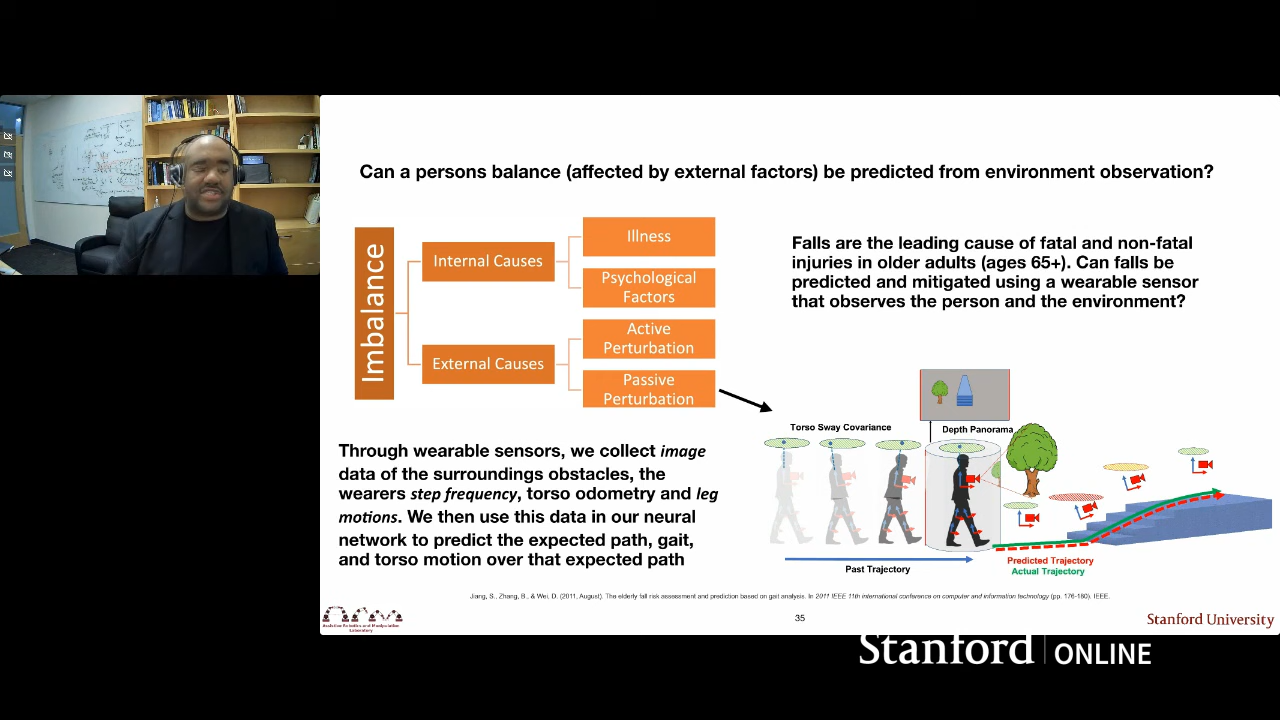 Can a persons balance (affected by external factors) be predicted from environment observation?
Imbalance
Internal Causes
External Causes
Illness
Psychological
Factors
Active
Perturbation
Passive
Perturbation
Falls are the leading cause of fatal and non-fatal
injuries in older adults (ages 65+). Can falls be
predicted and mitigated using a wearable sensor
that observes the person and the environment?
Through wearable sensors, we collect image
data of the surroundings obstacles, the
wearers step frequency, torso odometry and leg
motions. We then use this data in our neural
network to predict the expected path, gait,
and torso motion over that expected path
Torso Sway Covariance
Depth Panorama
Past Trajectory
Predicted Trajectory
Actual Trajectory
Jiang, S., Zhang, B., & Wei, D. (2011, August). The elderly fall risk assessment and prediction based on gait analysis. In 2011 IEEE 11th international conference on computer and information technology (pp. 176-180). IEEE.
Assistive Robotics and Manipulation
Laboratory
35
Stanford University
Stanford ONLINE